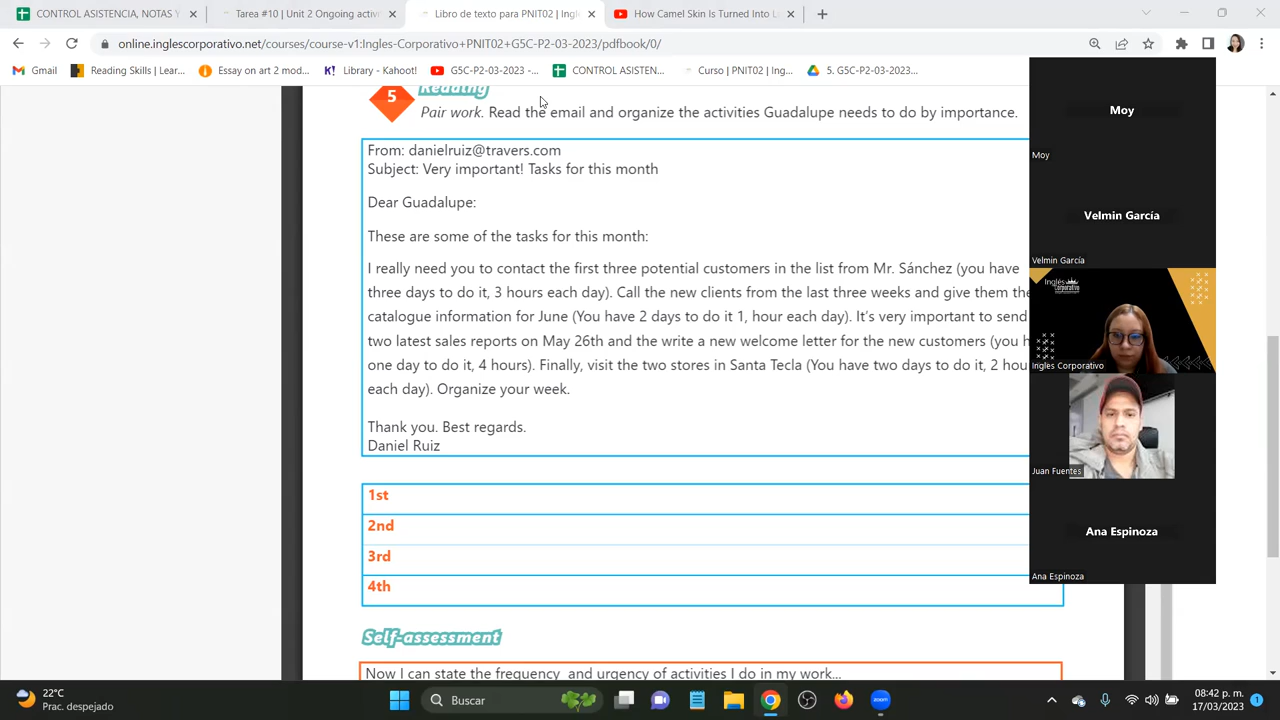 CONTROL ASISTENCIA, NOTAS Y
Tarea #10 | Unit 2 Ongoing activ
Libro de texto para PNIT02 | Ingl
How Camel Skin Is Turned Into L
online.inglescorporativo.net/courses/course-v1:Ingles-Corporativo+PNIT02+G5C-P2-03-2023/pdfbook/0/
Gmail
Reading Skills | Lear...
Essay on art 2 mod...
Library - Kahoot!
G5C-P2-03-2023 -...
CONTROL ASISTEN...
Curso | PNIT02 | Ing...
5. G5C-P2-03-2023...
5
Reading
Pair work. Read the email and organize the activities Guadalupe needs to do by importance.
From: danielruiz@travers.com
Subject: Very important! Tasks for this month
Dear Guadalupe:
These are some of the tasks for this month:
I really need you to contact the first three potential customers in the list from Mr. Sánchez (you have
three days to do it, 3 hours each day). Call the new clients from the last three weeks and give them the
catalogue information for June (You have 2 days to do it 1, hour each day). It's very important to send
two latest sales reports on May 26th and the write a new welcome letter for the new customers (you h
one day to do it, 4 hours). Finally, visit the two stores in Santa Tecla (You have two days to do it, 2 hou
each day). Organize your week.
Thank you. Best regards.
Daniel Ruiz
1st
2nd
3rd
4th
Self-assessment
Now I can state the frequency and urgency of activities I do in my work...
Moy
Moy
Velmin García
Velmin García
Inglés
Corporativo
Ingles Corporativo
Juan Fuentes
Ana Espinoza
Ana Espinoza
22°C
Parc. despejado
Buscar
zoom
08:42 p. m.
17/03/2023
1